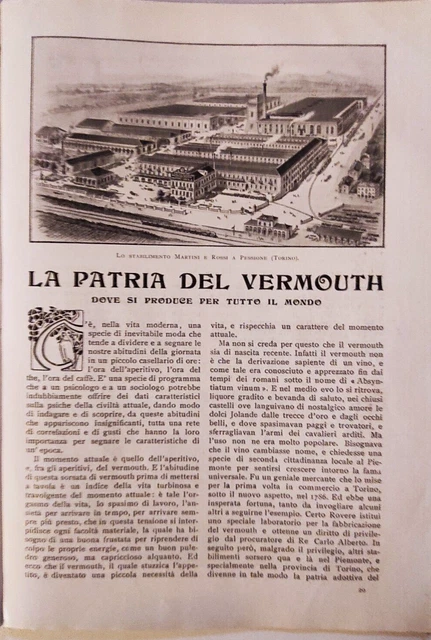 LO STABILIMENTO MARTINI E ROSSI A PESSIONE (TORINO).
LA PATRIA DEL VERMOUTH
DOVE SI PRODUCE PER TUTTO IL MONDO
C'è, nella vita moderna, una
specie di inevitabile moda che
tende a dividere e a segnare le
nostre abitudini della giornata
in un piccolo casellario di ore:
l'ora dell'aperitivo, l'ora del
the, l'ora del caffè. E' una specie di programma
che a un psicologo e a un sociologo potrebbe
indubbiamente offrire dei dati caratteristici
sulla psiche della civiltà attuale, dando modo
di indagare e di scoprire, da queste abitudini
che appariscono insignificanti, tutta una rete
di correlazioni e di gusti che hanno la loro
importanza per segnare le caratteristiche di
un' epoca.
Il momento attuale è quello dell'aperitivo,
e, fra gli aperitivi, del vermouth. E l'abitudine
di questa sorsata di vermouth prima di mettersi
a tavola è un indice della vita turbinosa e
travolgente del momento attuale: è tale l'or-
gasmo della vita, lo spasimo di lavoro, l'an-
sietà per arrivare in tempo, per arrivare sem-
pre più presto, che in questa tensione si inter-
pidisce ogni facoltà materiale, la quale ha bi-
sogno di una buona frustata per riprendere di
colpo le proprie energie, come un buon pule-
dro generoso, ma capriccioso alquanto. Ed
ecco che il vermouth, il quale stuzzica l'appe-
tito, è diventato una piccola necessità della
vita, e rispecchia un carattere del momento
attuale.
Ma non si creda per questo che il vermouth
sia di nascita recente. Infatti il vermouth non
è che la derivazione sapiente di un vino, e
come tale era conosciuto e apprezzato fin dai
tempi dei romani sotto il nome di « Absyn-
thiatum vinum ». E nel medio evo lo si ritrova,
liquore gradito e bevanda di saluto, nei chiusi
castelli ove languivano di nostalgico amore le
dolci Jolande dalle trecce d'oro e dagli occhi
belli, e dove spasimavan paggi e trovatori, e
sferragliavan l'armi dei cavalieri arditi. Ma
l'uso non ne era molto popolare. Bisognava
che il vino cambiasse nome, e chiedesse una
specie di seconda cittadinanza locale al Pie-
monte per sentirsi crescere intorno la fama
universale. Fu un geniale mercante che lo mise
per la prima volta in commercio a Torino,
sotto il nuovo aspetto, nel 1786. Ed ebbe una
insperata fortuna, tanto da invogliare alcuni
altri a seguirne l'esempio. Certo Rovere intitui
uno speciale laboratorio per la fabbricazione
del vermouth e ottenne un diritto di privile-
gio dal procuratore di Re Carlo Alberto. In
seguito però, malgrado il privilegio, altri sta-
bilimenti sorsero qua e là nel Piemonte, e
specialmente nella provincia di Torino, che
divenne in tale modo la patria adottiva del